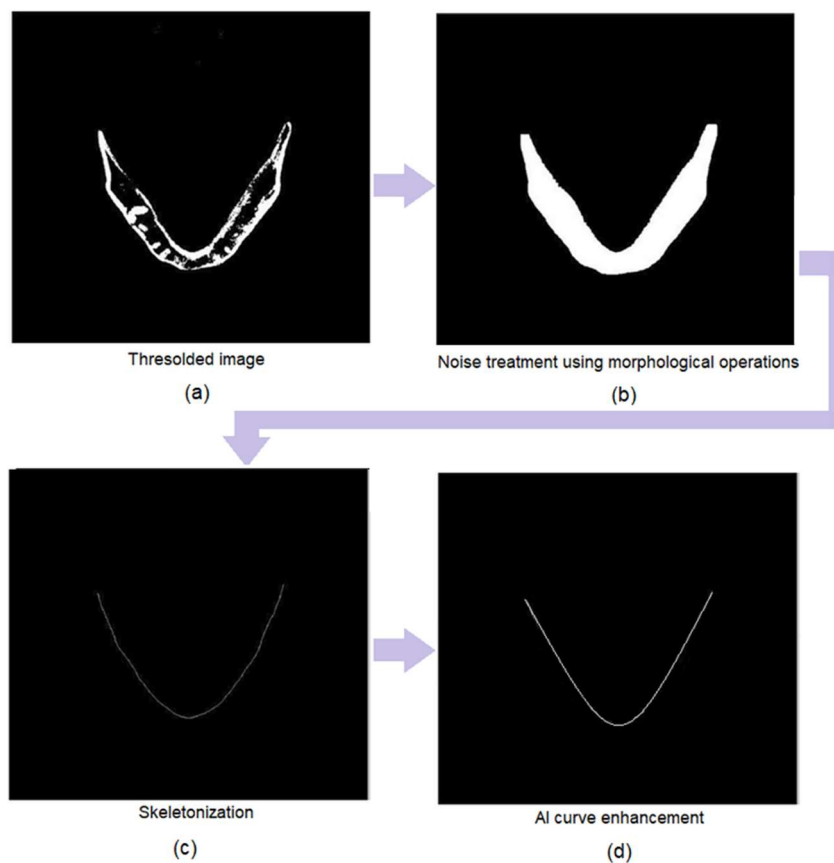 Thresolded image
(a)
Noise treatment using morphological operations
(b)
Skeletonization
(c)
AI curve enhancement
(d)